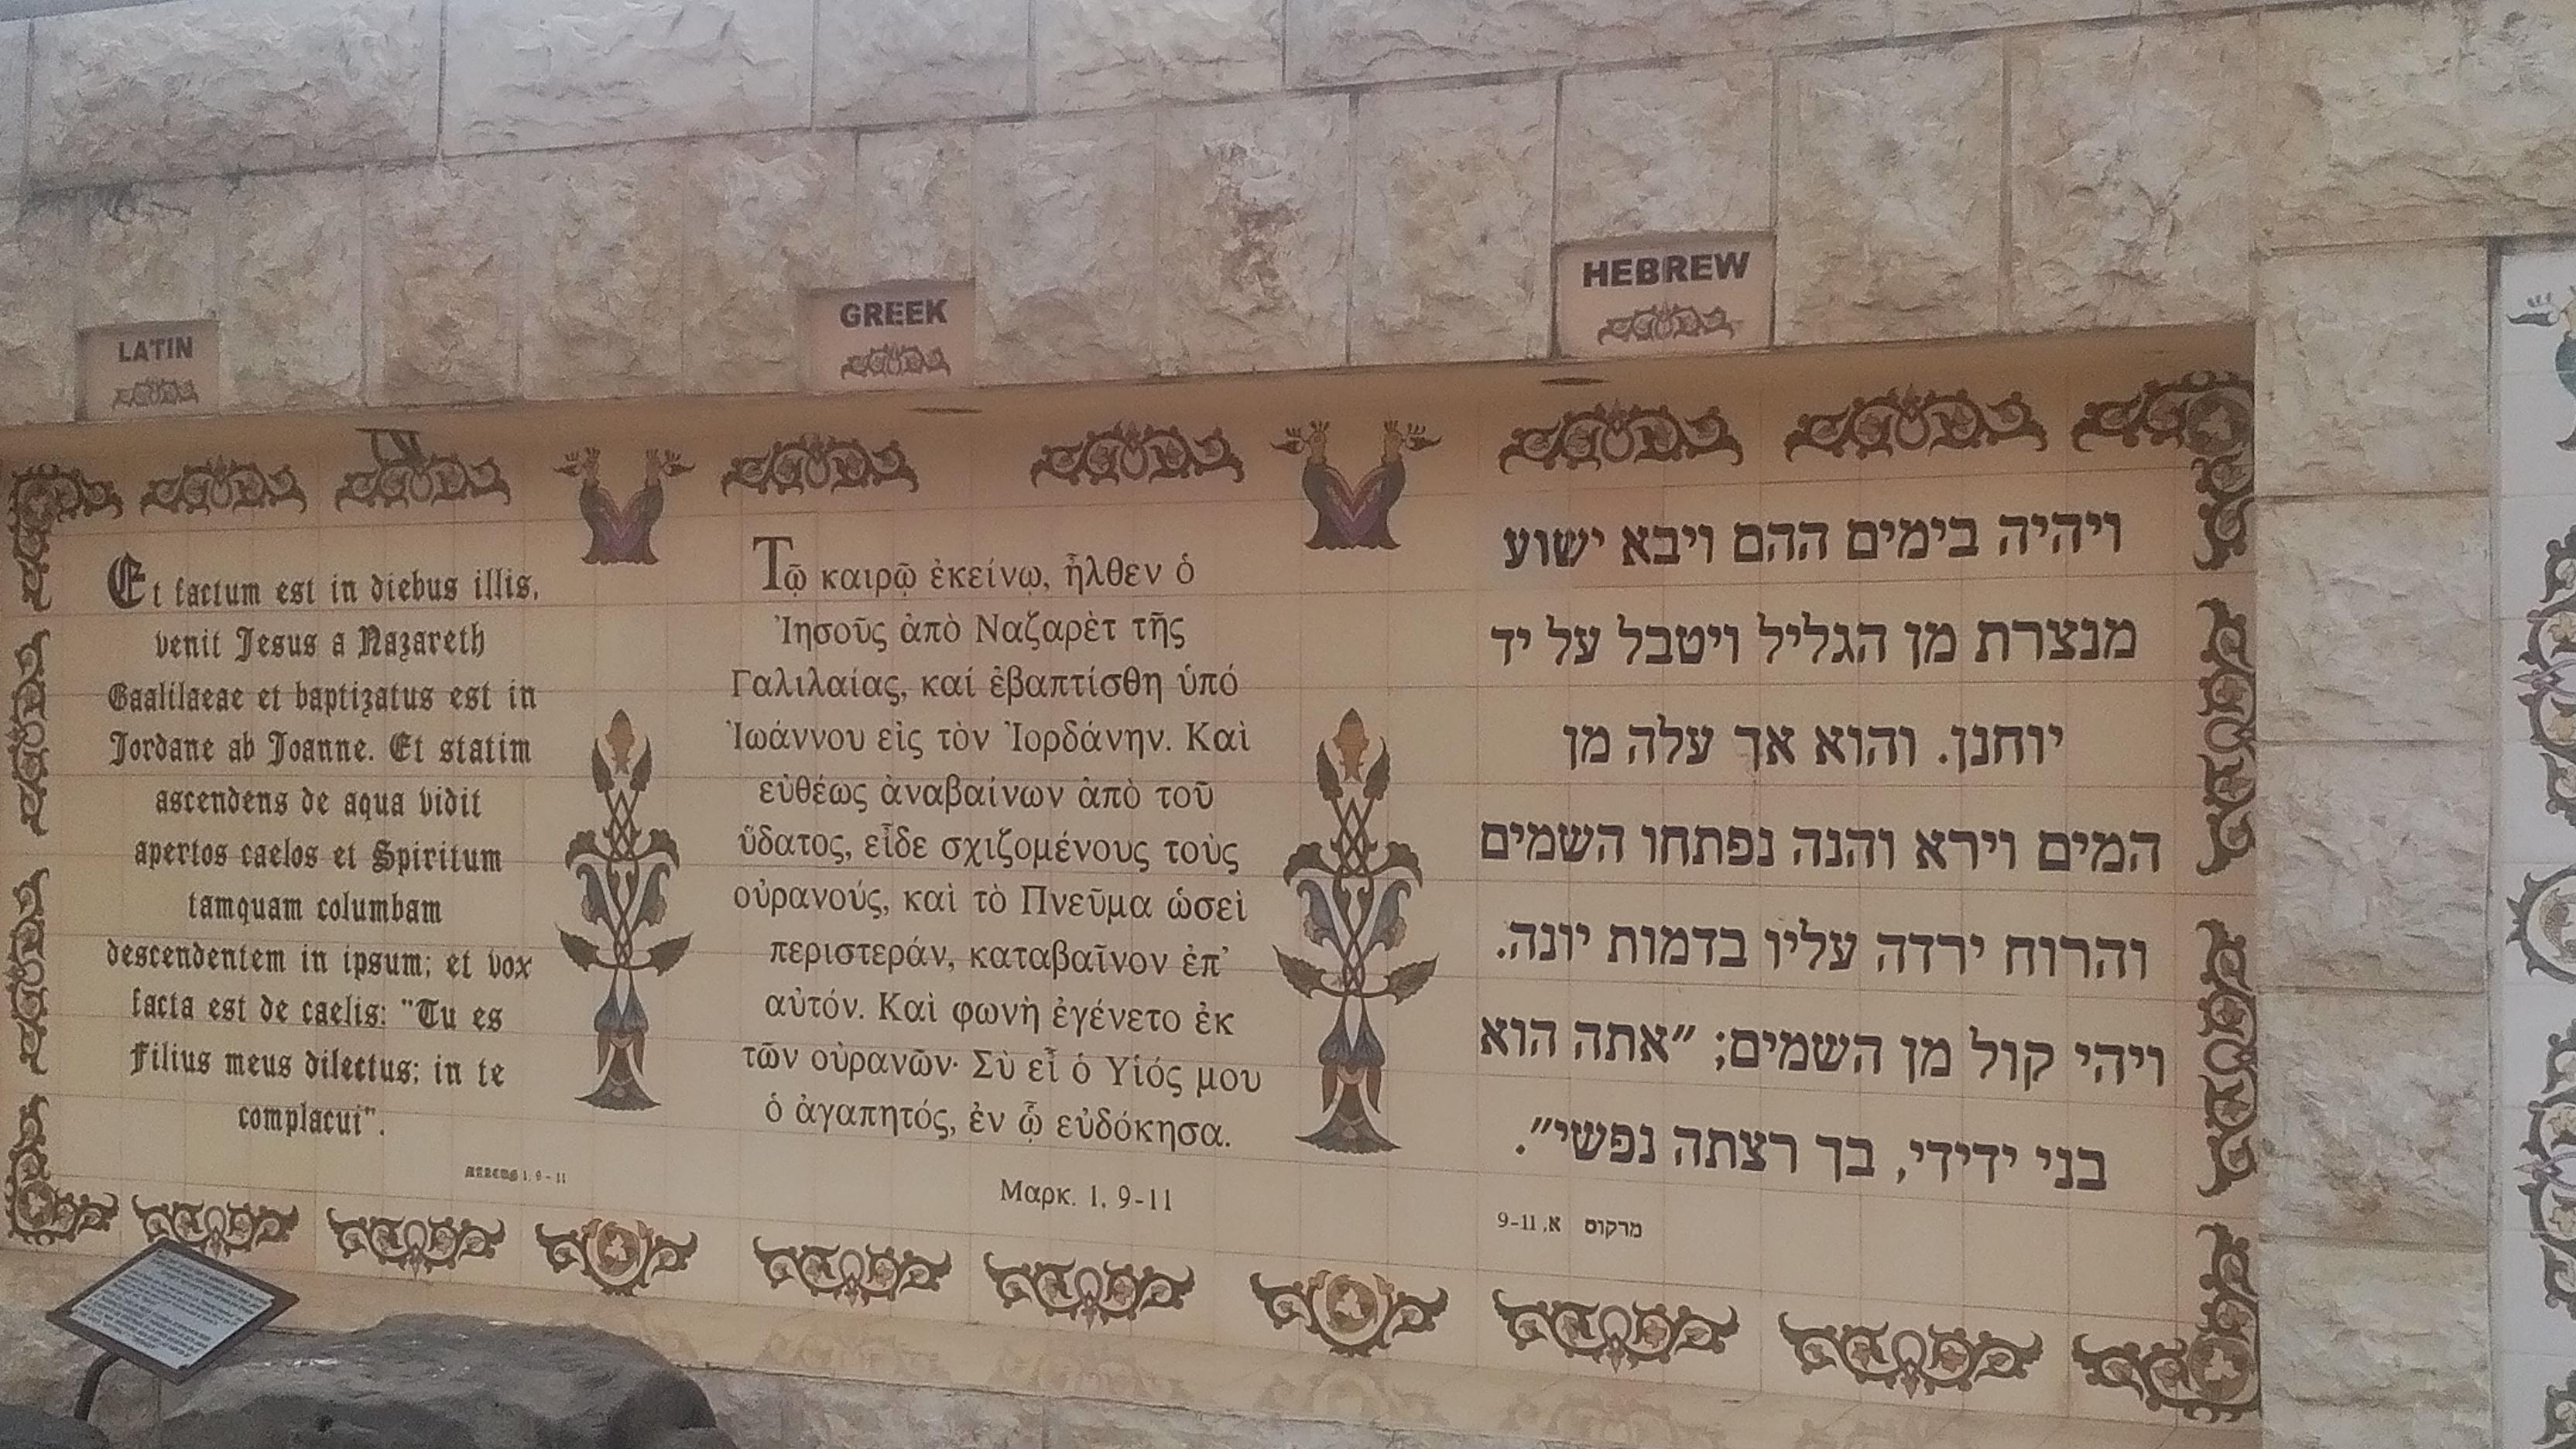 LATIN
Et factum est in diebus illis,
venit Jesus a Nazareth
Gaalilaeae et baptizatus est in
Jordane ab Joanne. Et statim
ascendens de aqua vidit
apertos caelos et Spiritum
tamquam columbam
descendentem in ipsum; et vox
facta est de caelis: "Tu es
Filius meus dilectus; in te
complacui".
MARCUS 1, 9-11
GREEK
Τῷ καιρῷ ἐκείνῳ, ἦλθεν ὁ
Ἰησοῦς ἀπὸ Ναζαρὲτ τῆς
Γαλιλαίας, καί ἐβαπτίσθη ὑπό
Ἰωάννου εἰς τὸν Ἰορδάνην. Καὶ
εὐθέως ἀναβαίνων ἀπὸ τοῦ
ὕδατος, εἶδε σχιζομένους τοὺς
οὐρανούς, καὶ τὸ Πνεῦμα ὡσεὶ
περιστεράν, καταβαῖνον ἐπ'
αὐτόν. Καὶ φωνὴ ἐγένετο ἐκ
τῶν οὐρανῶν· Σὺ εἶ ὁ Υἱός μου
ὁ ἀγαπητός, ἐν ᾧ εὐδόκησα.
Μαρκ. 1, 9-11
HEBREW
ויהיה בימים ההם ויבא ישוע
מנצרת מן הגליל ויטבל על יד
יוחנן. והוא אך עלה מן
המים וירא והנה נפתחו השמים
והרוח ירדה עליו בדמות יונה.
ויהי קול מן השמים; "אתה הוא
בני ידידי, בך רצתה נפשי".
מרקוס א, 9-11